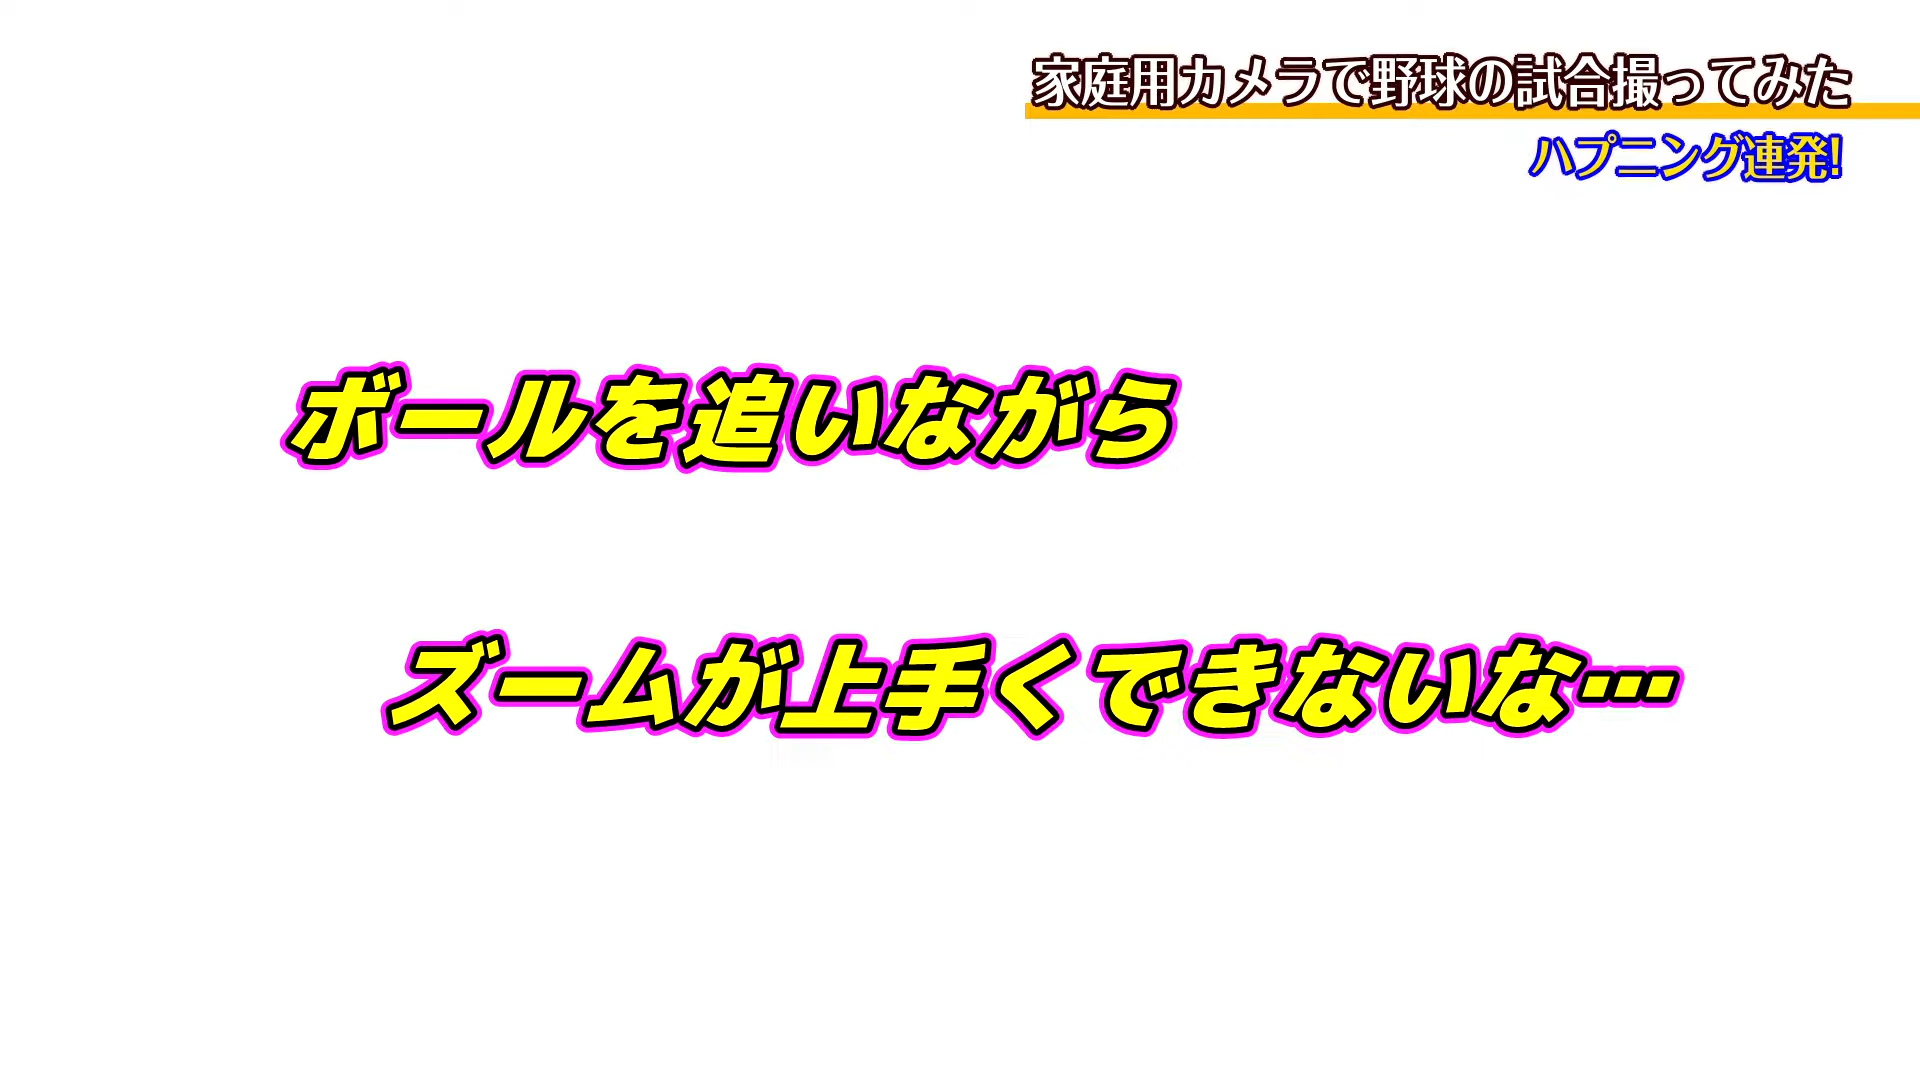 家庭用カメラで野球の試合撮ってみた
ハプニング連発!
ボールを追いながら
ズームが上手くできないな…